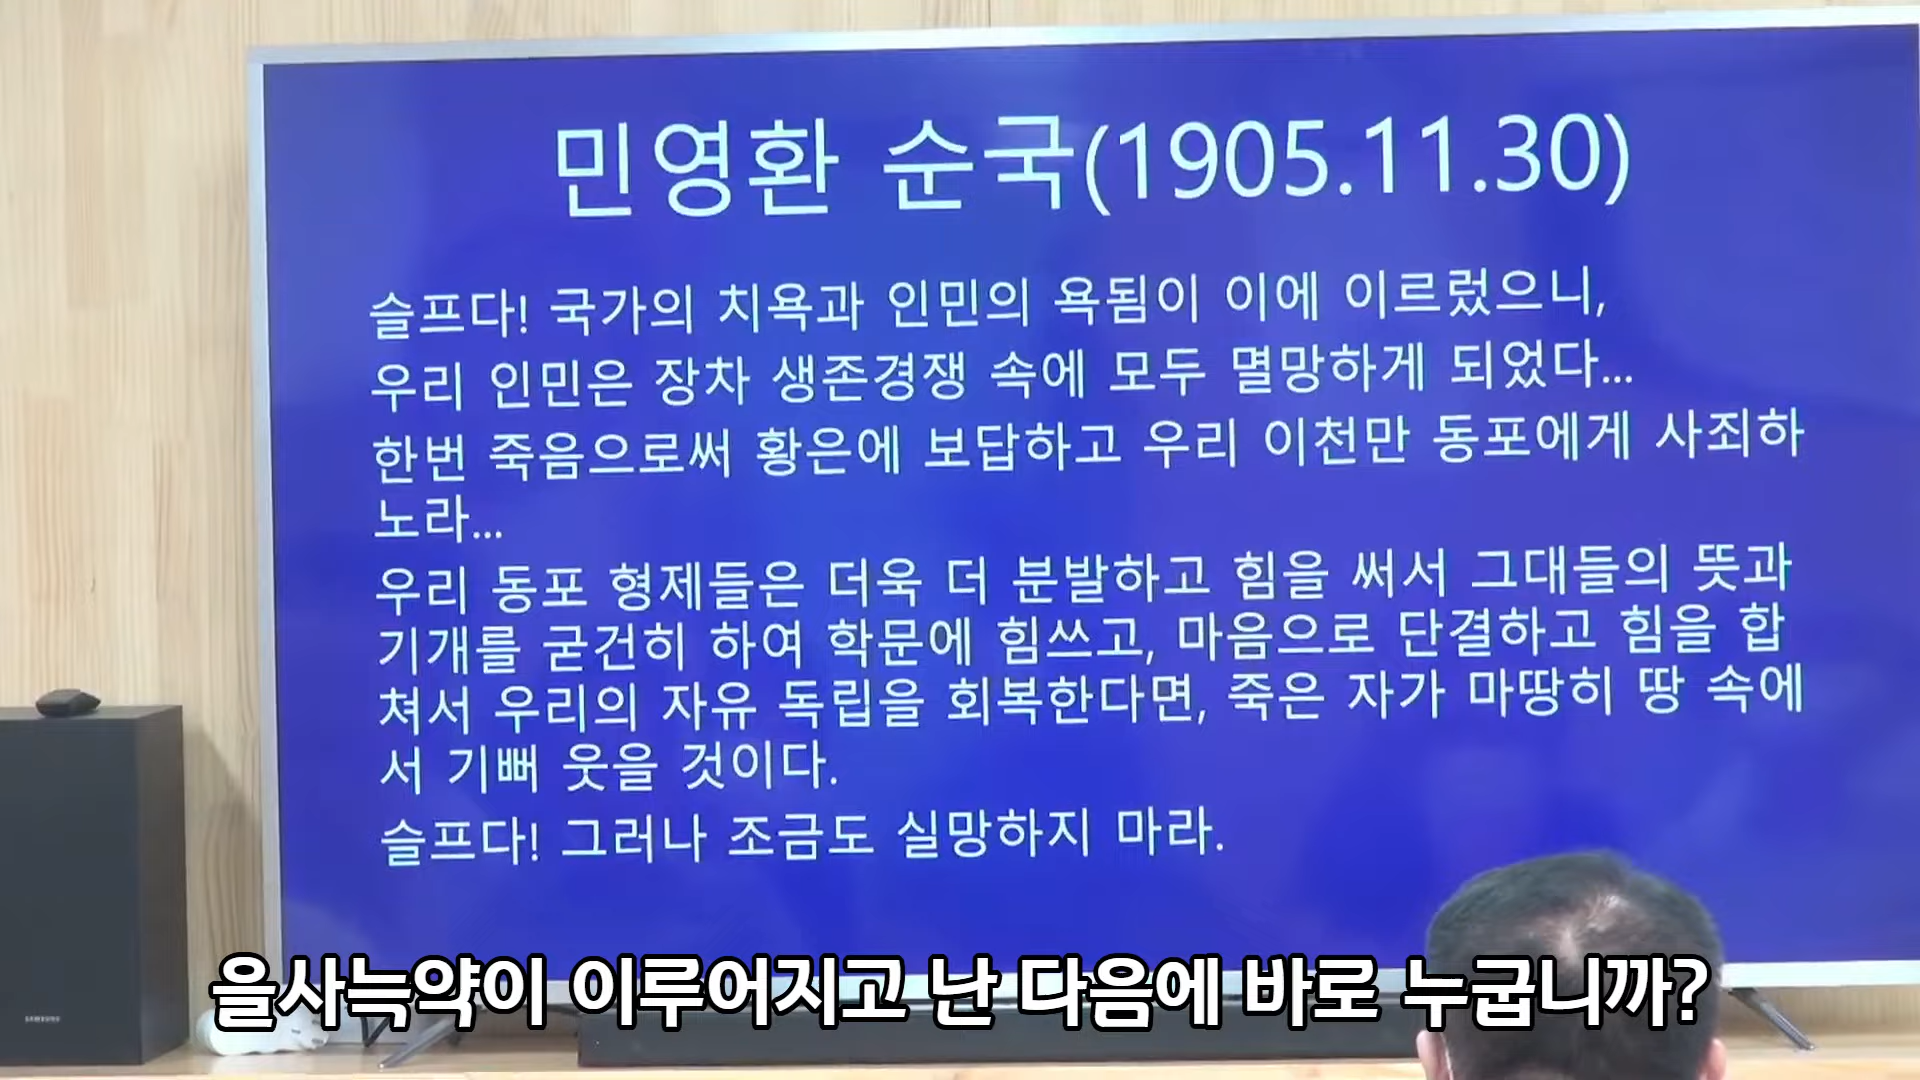 민영환 순국(1905.11.30)
슬프다! 국가의 치욕과 인민의 욕됨이 이에 이르렀으니,
우리 인민은 장차 생존경쟁 속에 모두 멸망하게 되었다...
한번 죽음으로써 황은에 보답하고 우리 이천만 동포에게 사죄하
노라...
우리 동포 형제들은 더욱 더 분발하고 힘을 써서 그대들의 뜻과
기개를 굳건히 하여 학문에 힘쓰고, 마음으로 단결하고 힘을 합
쳐서 우리의 자유 독립을 회복한다면, 죽은 자가 마땅히 땅 속에
서 기뻐 웃을 것이다.
슬프다! 그러나 조금도 실망하지 마라.
SAMSUNG
을사늑약이 이루어지고 난 다음에 바로 누굽니까?